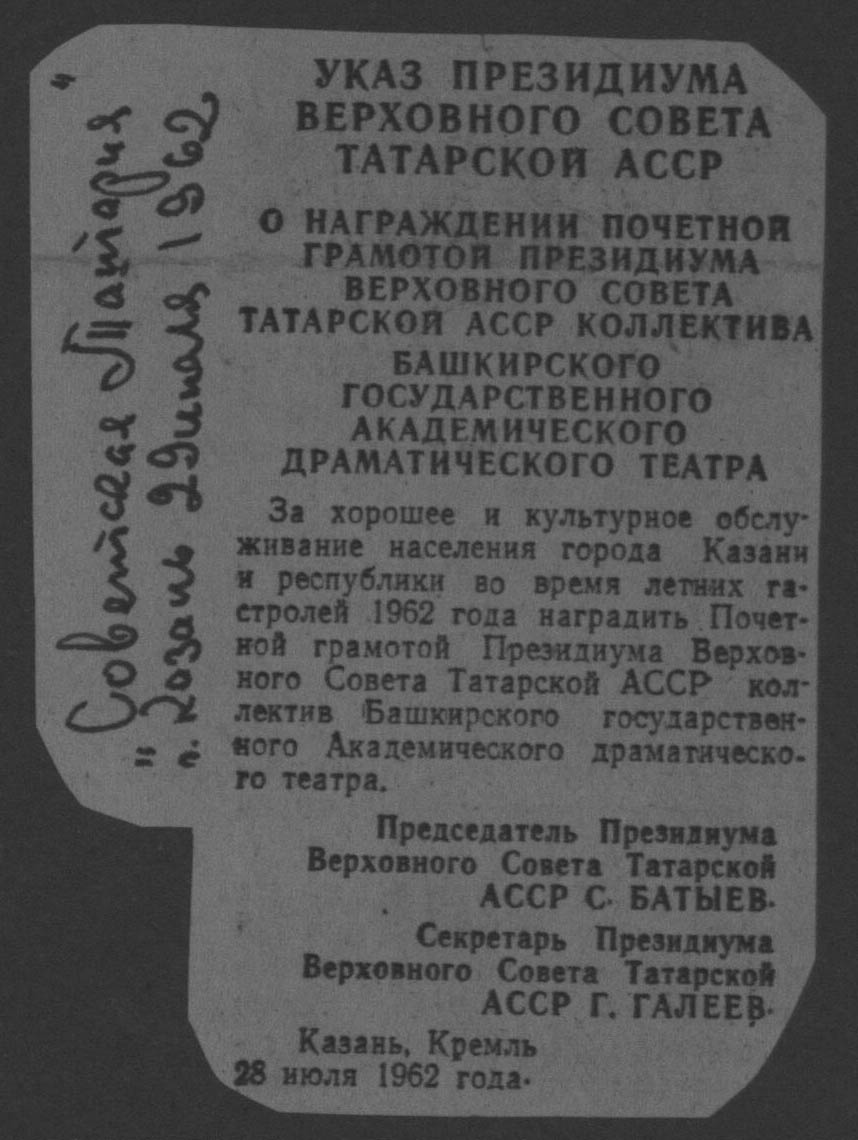 "Советская Татария"
г. Казань 29 июля 1962
УКАЗ ПРЕЗИДИУМА
ВЕРХОВНОГО СОВЕТА
ТАТАРСКОЙ АССР
О НАГРАЖДЕНИИ ПОЧЕТНОЙ
ГРАМОТОЙ ПРЕЗИДИУМА
ВЕРХОВНОГО СОВЕТА
ТАТАРСКОЙ АССР КОЛЛЕКТИВА
БАШКИРСКОГО
ГОСУДАРСТВЕННОГО
АКАДЕМИЧЕСКОГО
ДРАМАТИЧЕСКОГО ТЕАТРА
За хорошее и культурное обслу-
живание населения города Казани
и республики во время летних га-
стролей 1962 года наградить Почет-
ной грамотой Президиума Верхов-
ного Совета Татарской АССР кол-
лектив Башкирского государствен-
ного Академического драматическо-
го театра.
Председатель Президиума
Верховного Совета Татарской
АССР С. БАТЫЕВ.
Секретарь Президиума
Верховного Совета Татарской
АССР Г. ГАЛЕЕВ.
Казань, Кремль
28 июля 1962 года.